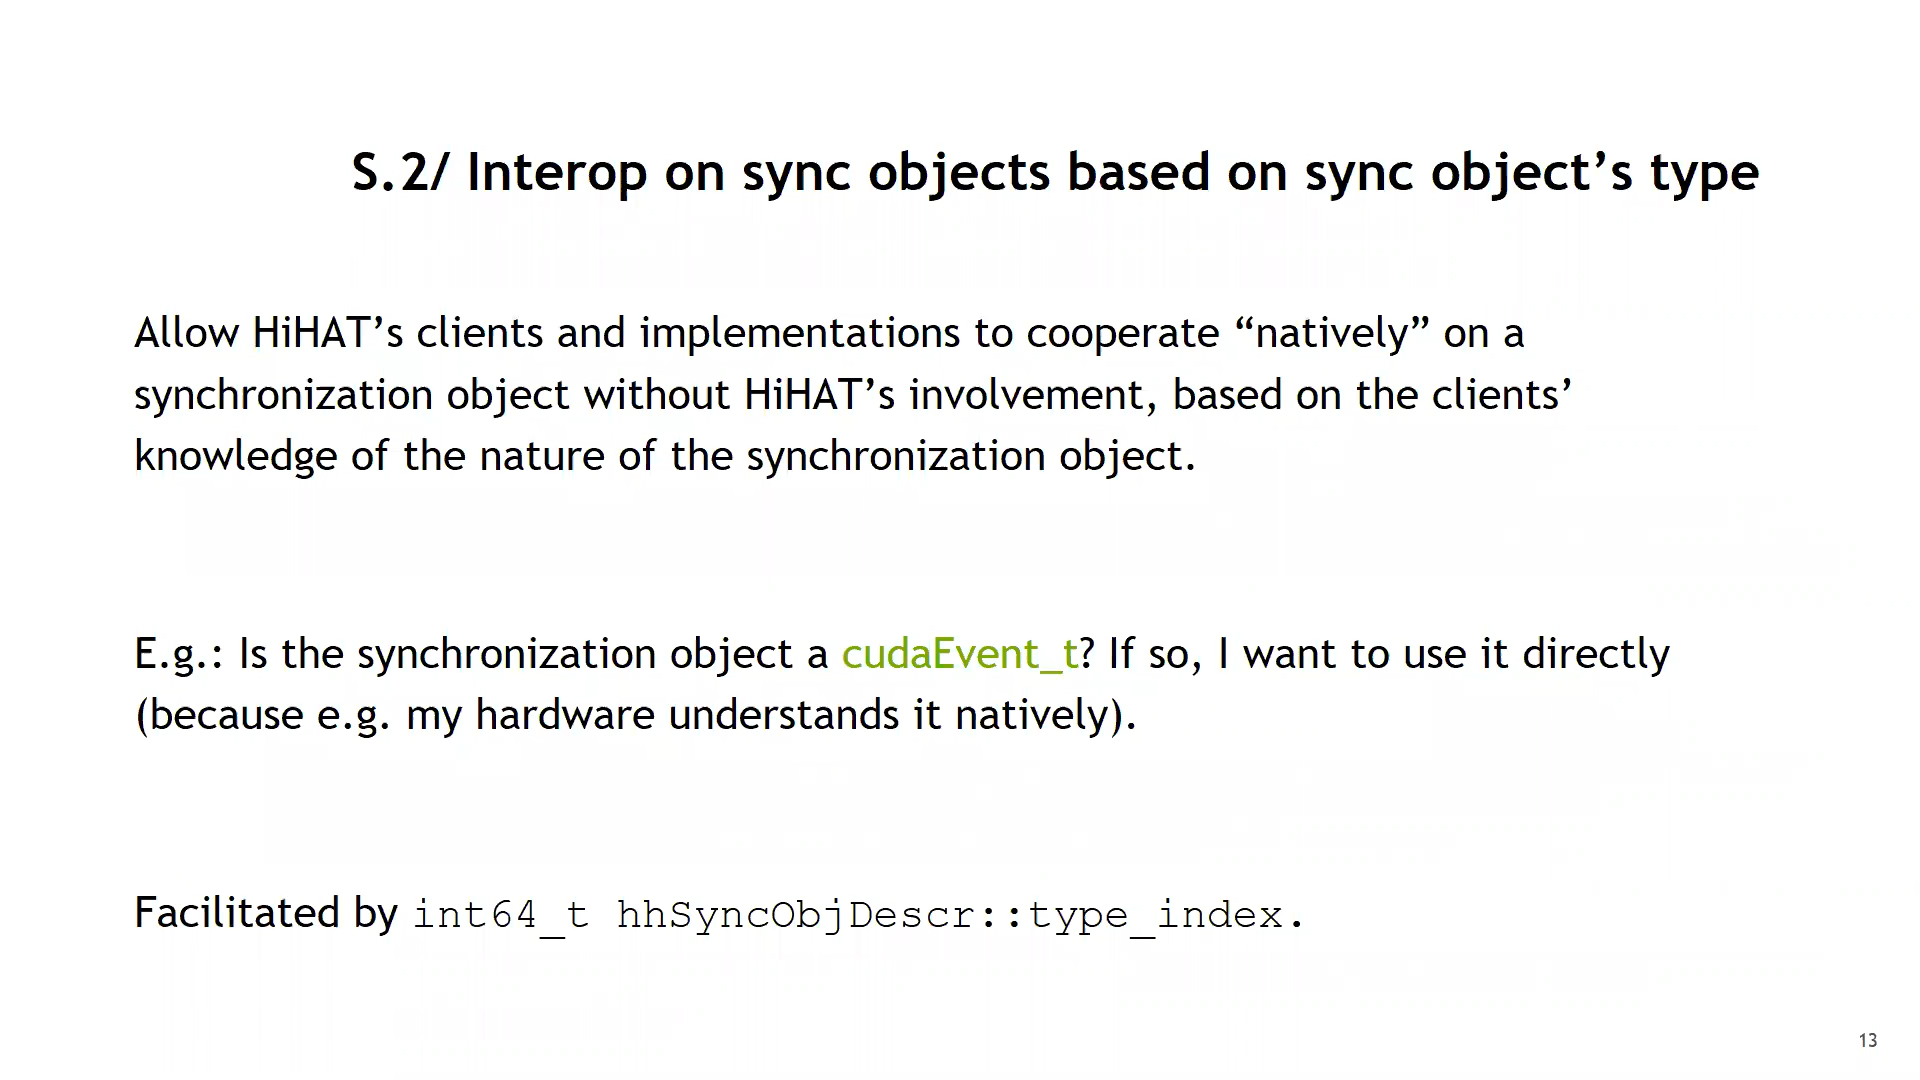 S.2/ Interop on sync objects based on sync object’s type
Allow HiHAT’s clients and implementations to cooperate “natively” on a
synchronization object without HiHAT’s involvement, based on the clients’
knowledge of the nature of the synchronization object.
E.g.: Is the synchronization object a cudaEvent_t? If so, I want to use it directly
(because e.g. my hardware understands it natively).
Facilitated by int64_t hhSyncObjDescr::type_index.
13